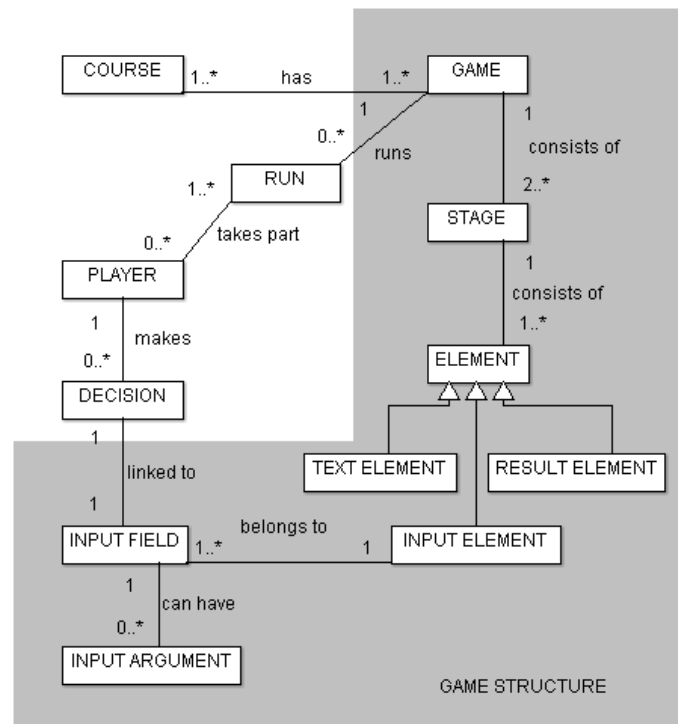 COURSE
GAME
1..*
has
1..*
1
1
0..*
runs
consists of
RUN
1..*
2..*
STAGE
0..*
takes part
PLAYER
1
consists of
1
makes
1..*
0..*
ELEMENT
DECISION
1
TEXT ELEMENT
RESULT ELEMENT
linked to
1
belongs to
INPUT FIELD
1..*
1
INPUT ELEMENT
1
can have
0..*
INPUT ARGUMENT
GAME STRUCTURE